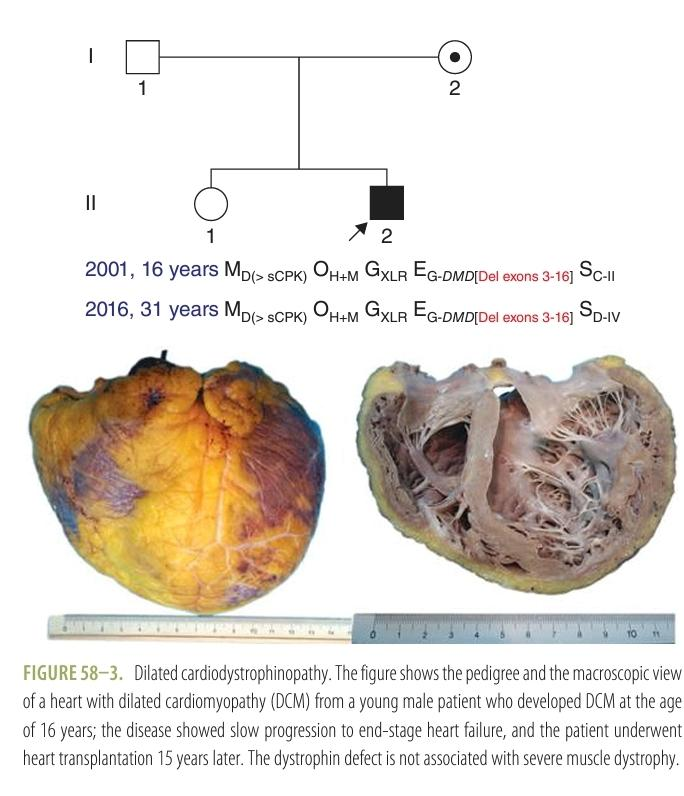 I
1
2
II
1
2
2001, 16 years MD(> sCPK) OH+M GXLR EG-DMD[Del exons 3-16] SC-II
2016, 31 years MD(> sCPK) OH+M GXLR EG-DMD[Del exons 3-16] SD-IV
0 1 2 3 4 5 6 7 8 9 10 11
FIGURE 58–3. Dilated cardiodystrophinopathy. The figure shows the pedigree and the macroscopic view
of a heart with dilated cardiomyopathy (DCM) from a young male patient who developed DCM at the age
of 16 years; the disease showed slow progression to end-stage heart failure, and the patient underwent
heart transplantation 15 years later. The dystrophin defect is not associated with severe muscle dystrophy.